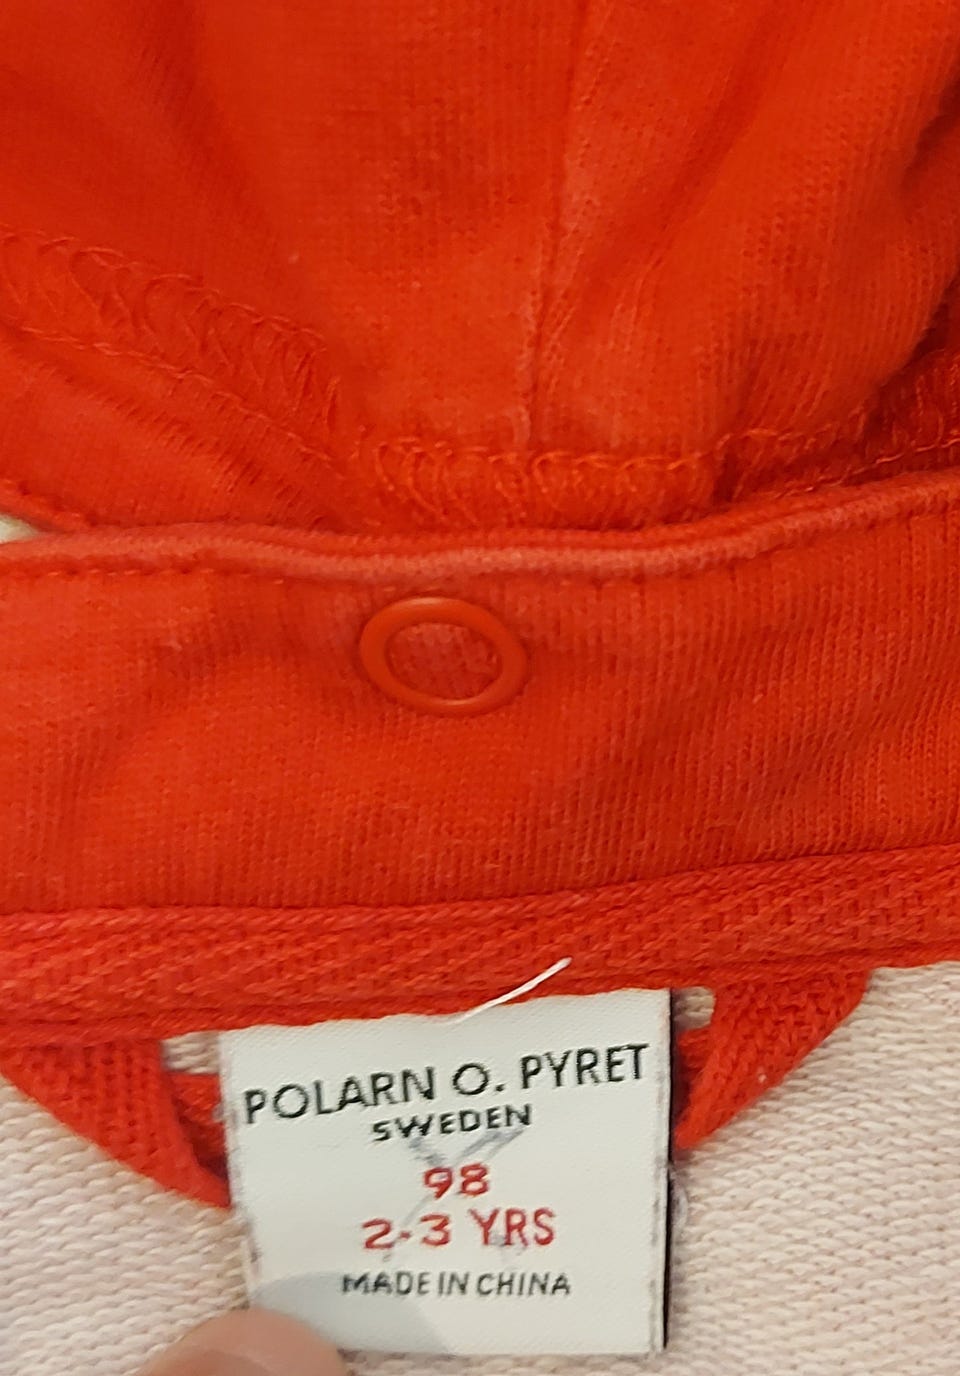 POLARN O. PYRET
SWEDEN
98
2-3 YRS
MADE IN CHINA